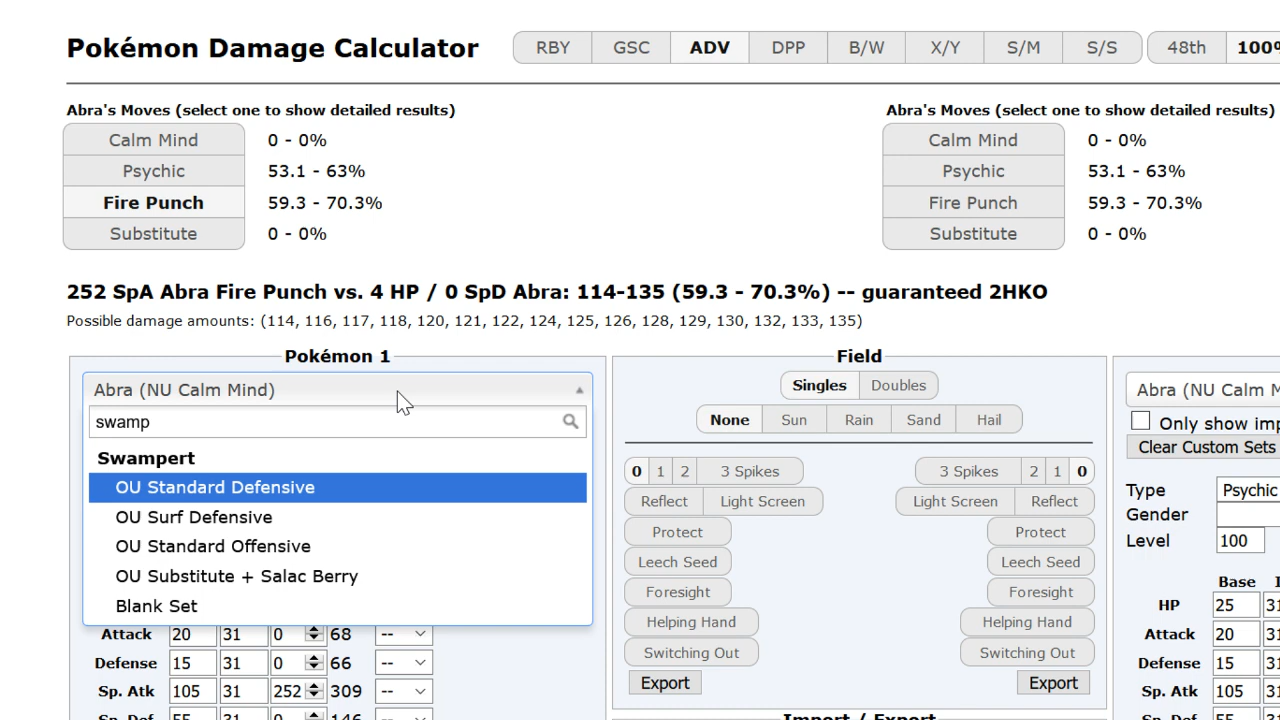 Pokémon Damage Calculator RBY GSC ADV DPP B/W X/Y S/M S/S 48th 100%
Abra's Moves (select one to show detailed results) Abra's Moves (select one to show detailed results)
Calm Mind 0 - 0% Calm Mind 0 - 0%
Psychic 53.1 - 63% Psychic 53.1 - 63%
Fire Punch 59.3 - 70.3% Fire Punch 59.3 - 70.3%
Substitute 0 - 0% Substitute 0 - 0%
252 SpA Abra Fire Punch vs. 4 HP / 0 SpD Abra: 114-135 (59.3 - 70.3%) -- guaranteed 2HKO
Possible damage amounts: (114, 116, 117, 118, 120, 121, 122, 124, 125, 126, 128, 129, 130, 132, 133, 135)
Pokémon 1
Abra (NU Calm Mind)
swamp
Swampert
OU Standard Defensive
OU Surf Defensive
OU Standard Offensive
OU Substitute + Salac Berry
Blank Set
Attack 20 31 0 68 --
Defense 15 31 0 66 --
Sp. Atk 105 31 252 309 --
Sp. Def 55 31 0 146 --
Field
Singles Doubles
None Sun Rain Sand Hail
0 1 2 3 Spikes 3 Spikes 2 1 0
Reflect Light Screen Light Screen Reflect
Protect Protect
Leech Seed Leech Seed
Foresight Foresight
Helping Hand Helping Hand
Switching Out Switching Out
Export Export
Import / Export
Abra (NU Calm M
Only show imp
Clear Custom Sets
Type Psychic
Gender
Level 100
Base
HP 25 31
Attack 20 31
Defense 15 31
Sp. Atk 105 31